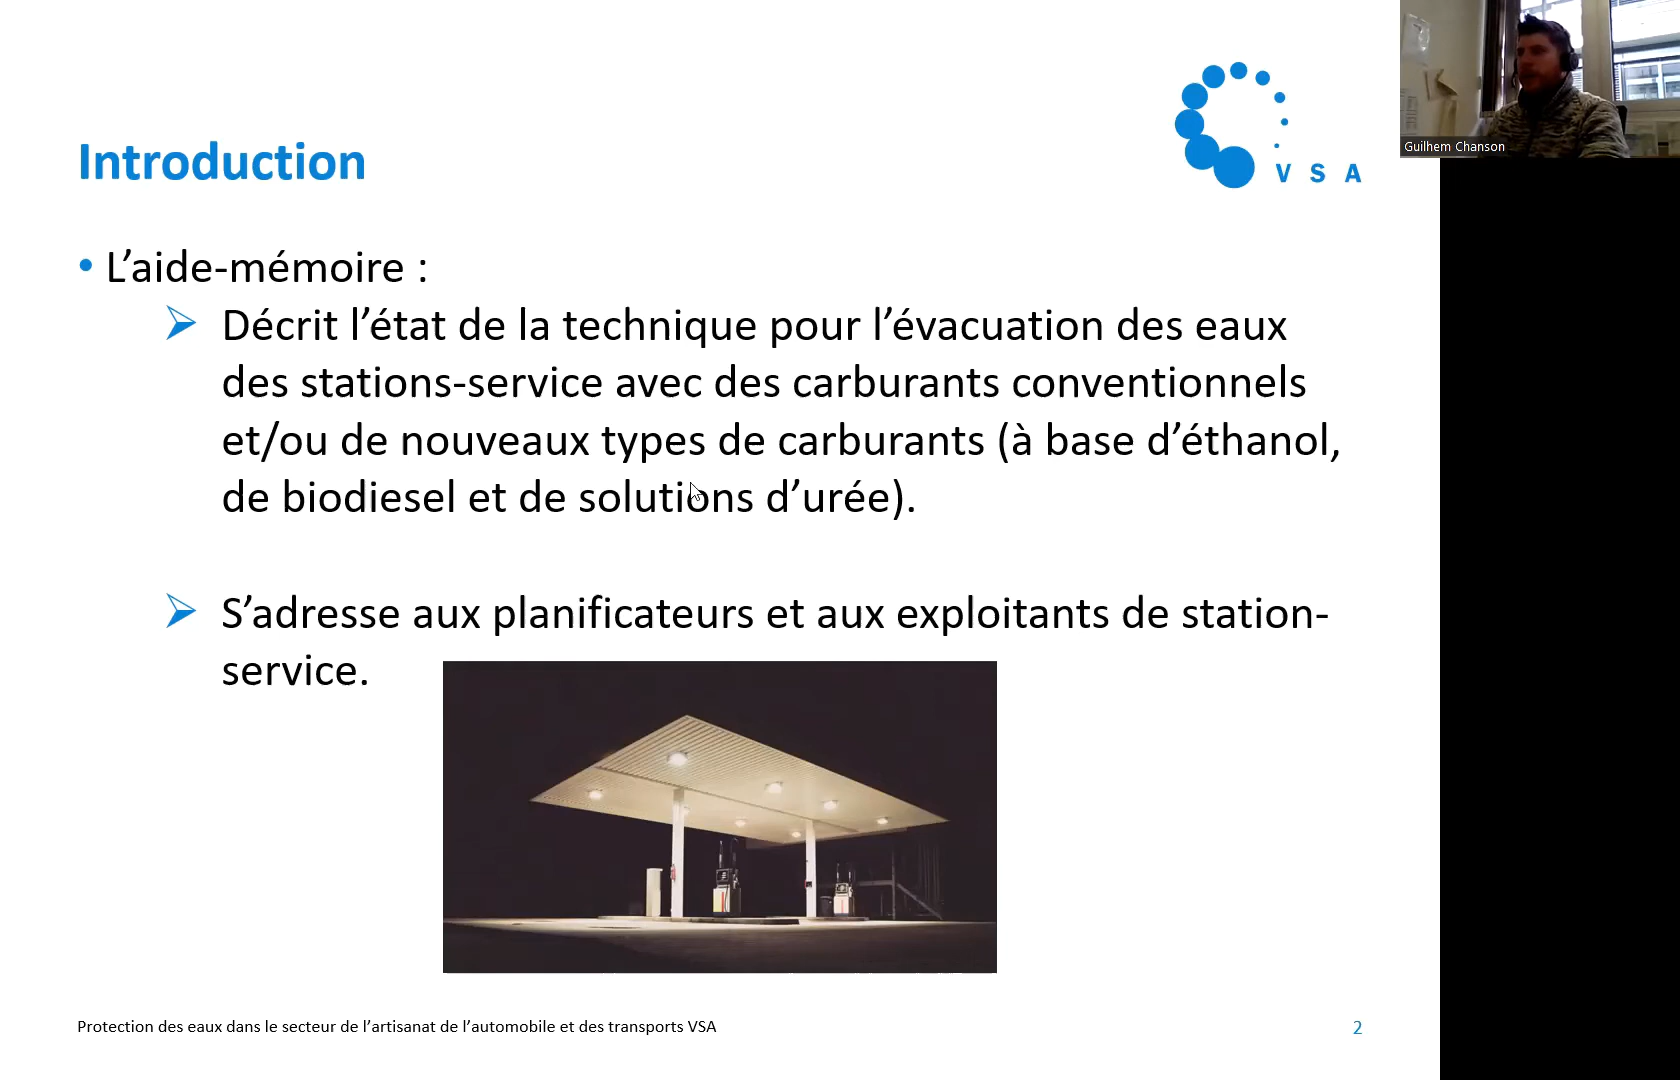 Guilhem Chanson
V S A
Introduction
• L’aide-mémoire :
Décrit l’état de la technique pour l’évacuation des eaux
des stations-service avec des carburants conventionnels
et/ou de nouveaux types de carburants (à base d’éthanol,
de biodiesel et de solutions d’urée).
S’adresse aux planificateurs et aux exploitants de station-
service.
Protection des eaux dans le secteur de l’artisanat de l’automobile et des transports VSA
2